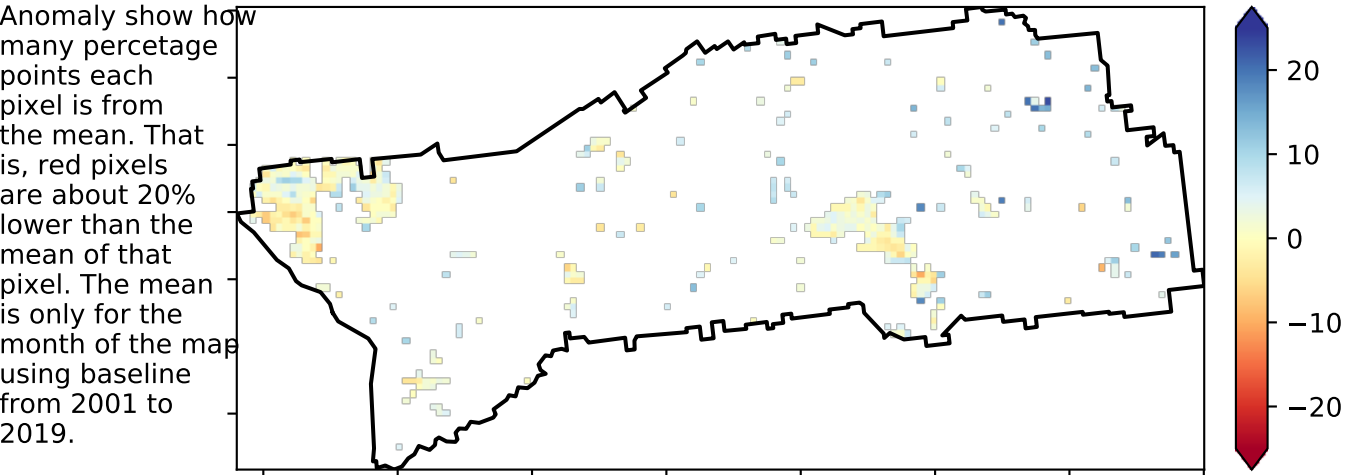 Anomaly show how
many percetage
points each
pixel is from
the mean. That
is, red pixels
are about 20%
lower than the
mean of that
pixel. The mean
is only for the
month of the map
using baseline
from 2001 to
2019.
20
10
0
−10
−20